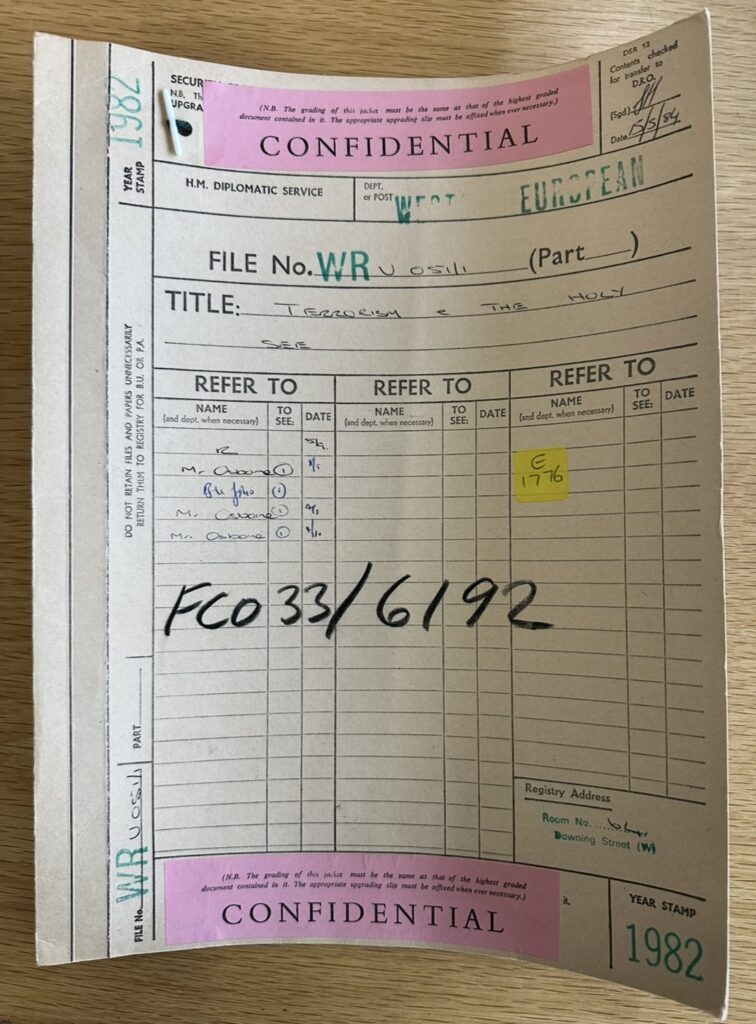 1982
YEAR STAMP
SECURI
N.B. Th
UPGRA
(N.B. The grading of this jacket must be the same as that of the highest graded
document contained in it. The appropriate upgrading slip must be affixed when ever necessary.)
CONFIDENTIAL
DER 12
Contents checked
for transfer to
D.R.O.
(Sgd.)
Date 15/5/84
H.M. DIPLOMATIC SERVICE
DEPT.
or POST
EUROPEAN
FILE No. WR U 051/1 (Part )
TITLE: TERRORISM & THE HOLY
SEE
DO NOT RETAIN FILES AND PAPERS UNNECESSARILY
RETURN THEM TO REGISTRY FOR B.U. OR P.A.
REFER TO REFER TO REFER TO
NAME TO SEE: DATE NAME TO SEE: DATE NAME TO SEE: DATE
(and dept. when necessary) (and dept. when necessary) (and dept. when necessary)
R
Mr. Osborne 1
E
1776
1
Mr. Osborne 1
Mr. Osborne 1
FCO 33/6192
FILE No. WR U 051/1 PART
Registry Address
Room No.
Downing Street (W)
(N.B. The grading of this jacket must be the same as that of the highest graded
document contained in it. The appropriate upgrading slip must be affixed when ever necessary.)
CONFIDENTIAL
it.
YEAR STAMP
1982